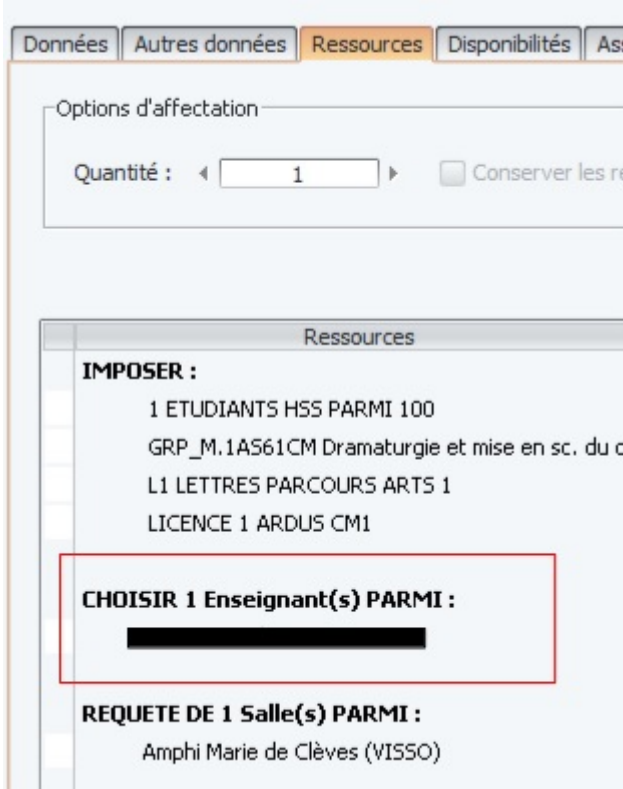 Données Autres données Ressources Disponibilités
Options d'affectation
Quantité : 1 Conserver les
Ressources
IMPOSER :
1 ETUDIANTS HSS PARMI 100
GRP_M.1AS61CM Dramaturgie et mise en sc. du
L1 LETTRES PARCOURS ARTS 1
LICENCE 1 ARDUS CM1
CHOISIR 1 Enseignant(s) PARMI :
REQUETE DE 1 Salle(s) PARMI :
Amphi Marie de Clèves (VISSO)